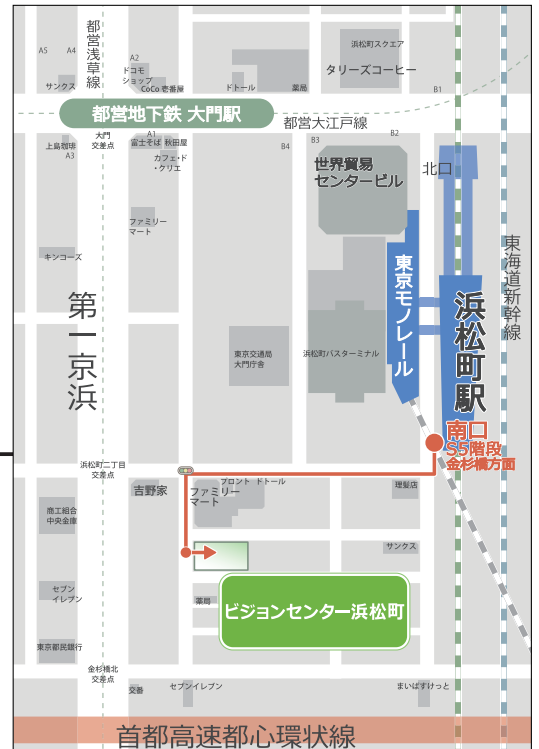 都営浅草線
A5
A4
サンクス
A2
ドコモ
ショップ
CoCo壱番屋
ドトール
薬局
浜松町スクエア
タリーズコーヒー
B1
都営地下鉄 大門駅
都営大江戸線
上島珈琲
A3
大門
交差点
A1
富士そば
秋田屋
カフェ・ド
・クリエ
B4
B3
B2
世界貿易
センタービル
北口
ファミリー
マート
キンコーズ
東京モノレール
東海道新幹線
第一京浜
浜松町駅
東京交通局
大門庁舎
浜松町バスターミナル
南口
S5階段
金杉橋方面
浜松町二丁目
交差点
吉野家
ファミリー
マート
プロント
ドトール
理髪店
商工組合
中央金庫
サンクス
セブン
イレブン
薬局
ビジョンセンター浜松町
東京都民銀行
金杉橋北
交差点
交番
セブンイレブン
まいばすけっと
首都高速都心環状線